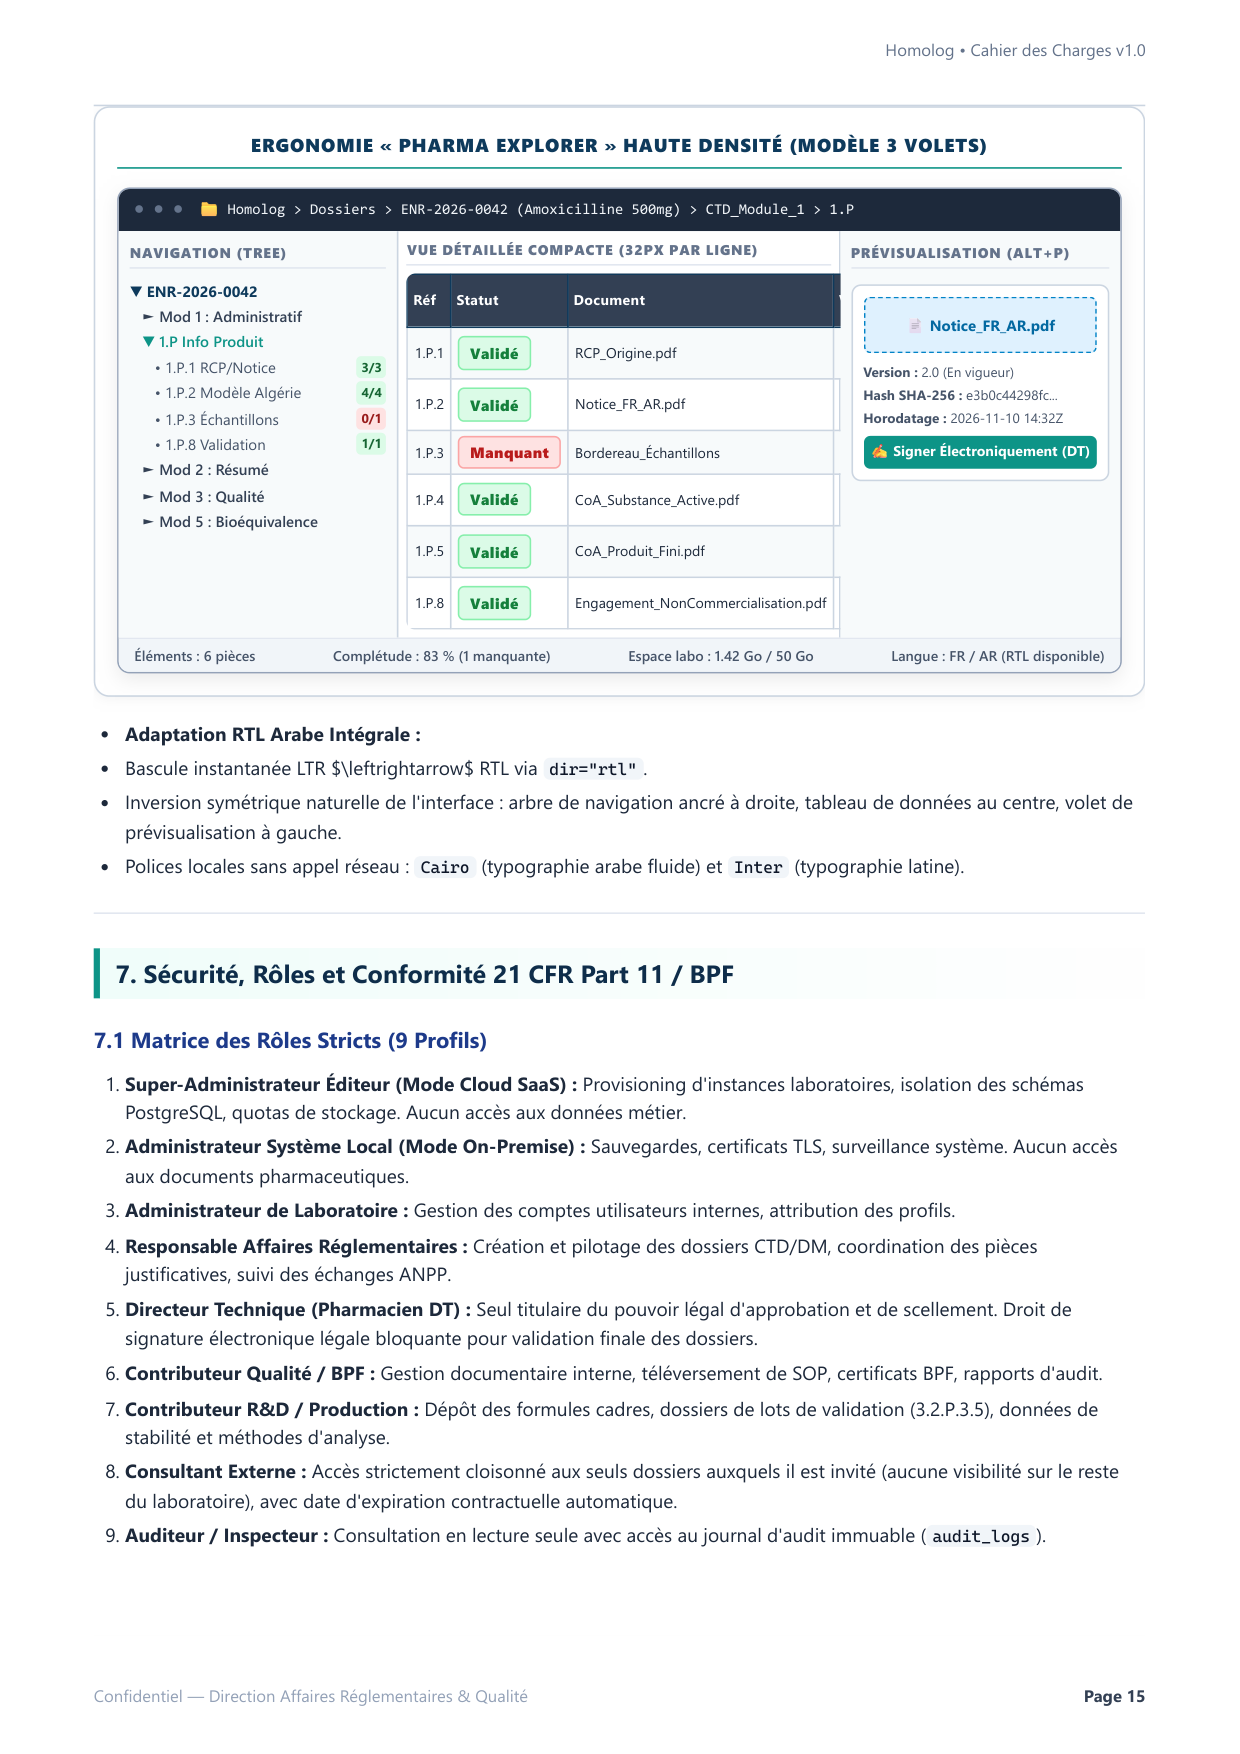 Homolog • Cahier des Charges v1.0
ERGONOMIE « PHARMA EXPLORER » HAUTE DENSITÉ (MODÈLE 3 VOLETS)
📁 Homolog > Dossiers > ENR-2026-0042 (Amoxicilline 500mg) > CTD_Module_1 > 1.P
NAVIGATION (TREE)
▼ ENR-2026-0042
► Mod 1 : Administratif
▼ 1.P Info Produit
• 1.P.1 RCP/Notice 3/3
• 1.P.2 Modèle Algérie 4/4
• 1.P.3 Échantillons 0/1
• 1.P.8 Validation 1/1
► Mod 2 : Résumé
► Mod 3 : Qualité
► Mod 5 : Bioéquivalence
VUE DÉTAILLÉE COMPACTE (32PX PAR LIGNE)
Réf Statut Document
1.P.1 Validé RCP_Origine.pdf
1.P.2 Validé Notice_FR_AR.pdf
1.P.3 Manquant Bordereau_Échantillons
1.P.4 Validé CoA_Substance_Active.pdf
1.P.5 Validé CoA_Produit_Fini.pdf
1.P.8 Validé Engagement_NonCommercialisation.pdf
PRÉVISUALISATION (ALT+P)
Notice_FR_AR.pdf
Version : 2.0 (En vigueur)
Hash SHA-256 : e3b0c44298fc...
Horodatage : 2026-11-10 14:32Z
✍ Signer Électroniquement (DT)
Éléments : 6 pièces Complétude : 83 % (1 manquante) Espace labo : 1.42 Go / 50 Go Langue : FR / AR (RTL disponible)
• Adaptation RTL Arabe Intégrale :
• Bascule instantanée LTR $\leftrightarrow$ RTL via dir="rtl" .
• Inversion symétrique naturelle de l'interface : arbre de navigation ancré à droite, tableau de données au centre, volet de
prévisualisation à gauche.
• Polices locales sans appel réseau : Cairo (typographie arabe fluide) et Inter (typographie latine).
7. Sécurité, Rôles et Conformité 21 CFR Part 11 / BPF
7.1 Matrice des Rôles Stricts (9 Profils)
1. Super-Administrateur Éditeur (Mode Cloud SaaS) : Provisioning d'instances laboratoires, isolation des schémas
PostgreSQL, quotas de stockage. Aucun accès aux données métier.
2. Administrateur Système Local (Mode On-Premise) : Sauvegardes, certificats TLS, surveillance système. Aucun accès
aux documents pharmaceutiques.
3. Administrateur de Laboratoire : Gestion des comptes utilisateurs internes, attribution des profils.
4. Responsable Affaires Réglementaires : Création et pilotage des dossiers CTD/DM, coordination des pièces
justificatives, suivi des échanges ANPP.
5. Directeur Technique (Pharmacien DT) : Seul titulaire du pouvoir légal d'approbation et de scellement. Droit de
signature électronique légale bloquante pour validation finale des dossiers.
6. Contributeur Qualité / BPF : Gestion documentaire interne, téléversement de SOP, certificats BPF, rapports d'audit.
7. Contributeur R&D / Production : Dépôt des formules cadres, dossiers de lots de validation (3.2.P.3.5), données de
stabilité et méthodes d'analyse.
8. Consultant Externe : Accès strictement cloisonné aux seuls dossiers auxquels il est invité (aucune visibilité sur le reste
du laboratoire), avec date d'expiration contractuelle automatique.
9. Auditeur / Inspecteur : Consultation en lecture seule avec accès au journal d'audit immuable ( audit_logs ).
Confidentiel — Direction Affaires Réglementaires & Qualité
Page 15